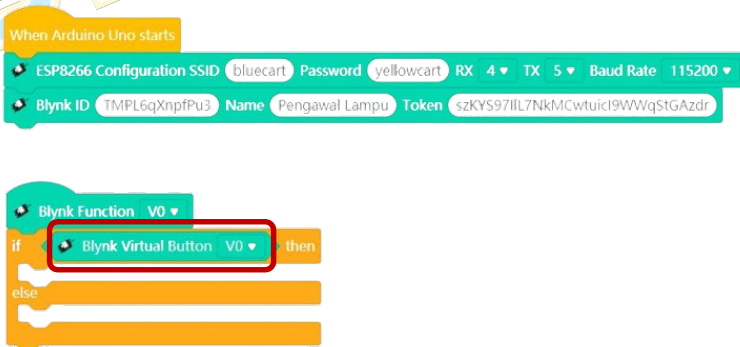 When Arduino Uno starts
ESP8266 Configuration SSID bluecart Password yellowcart RX 4 TX 5 Baud Rate 115200
Blynk ID TMPL6qXnpfPu3 Name Pengawal Lampu Token szKYS97IlL7NkMCwtuicI9WWqStGAzdr
Blynk Function V0
if Blynk Virtual Button V0 then
else